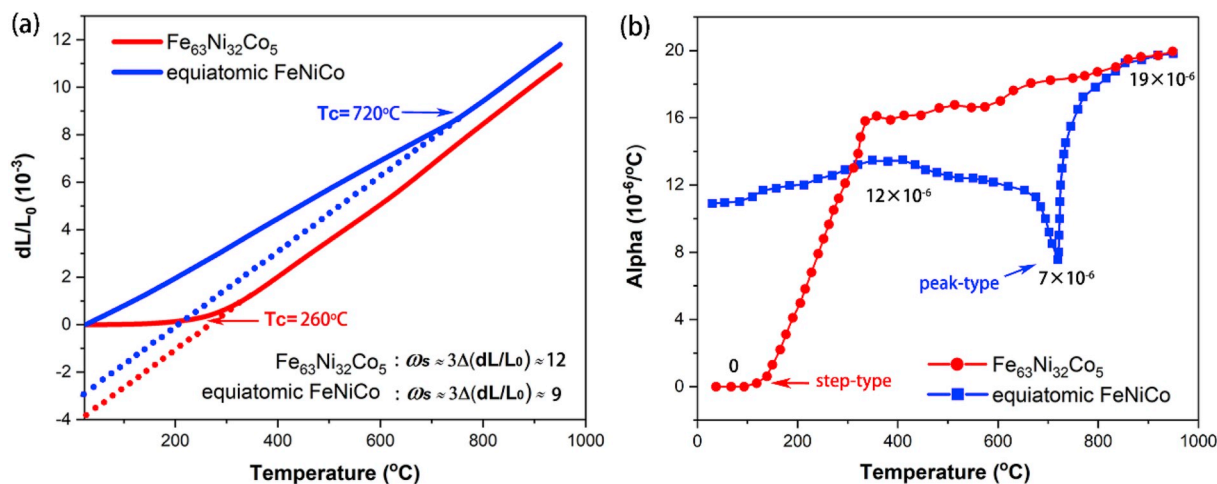 (a)
Fe₆₃Ni₃₂Co₅
equiatomic FeNiCo
Tc=720°C
Tc=260°C
Fe₆₃Ni₃₂Co₅ : ωs≈3Δ(dL/L₀)≈12
equiatomic FeNiCo : ωs≈3Δ(dL/L₀)≈9
dL/L₀ (10⁻³)
12
10
8
6
4
2
0
-2
-4
200
400
600
800
1000
Temperature (°C)
(b)
19×10⁻⁶
12×10⁻⁶
peak-type
7×10⁻⁶
0
step-type
Fe₆₃Ni₃₂Co₅
equiatomic FeNiCo
Alpha (10⁻⁶/°C)
20
16
12
8
4
0
0
200
400
600
800
1000
Temperature (°C)